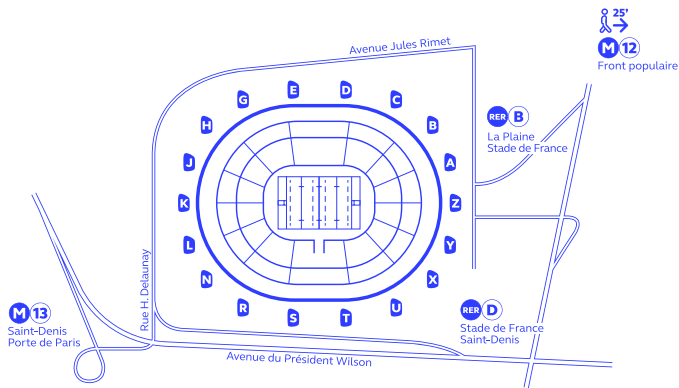 25'
M 12
Front populaire
Avenue Jules Rimet
E
D
G
C
H
B
RER B
La Plaine
Stade de France
J
A
K
Z
L
Y
N
X
Rue H. Delaunay
R
U
S
T
M 13
Saint-Denis
Porte de Paris
RER D
Stade de France
Saint-Denis
Avenue du Président Wilson